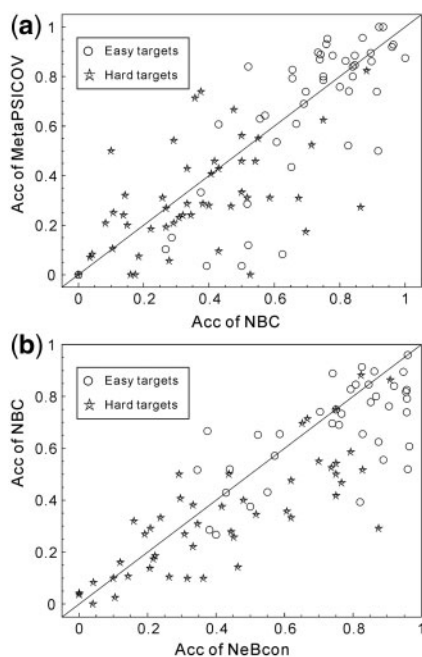 (a)
Easy targets
Hard targets
Acc of MetaPSICOV
1
0.8
0.6
0.4
0.2
0
0 0.2 0.4 0.6 0.8 1
Acc of NBC
(b)
Easy targets
Hard targets
Acc of NBC
1
0.8
0.6
0.4
0.2
0
0 0.2 0.4 0.6 0.8 1
Acc of NeBcon